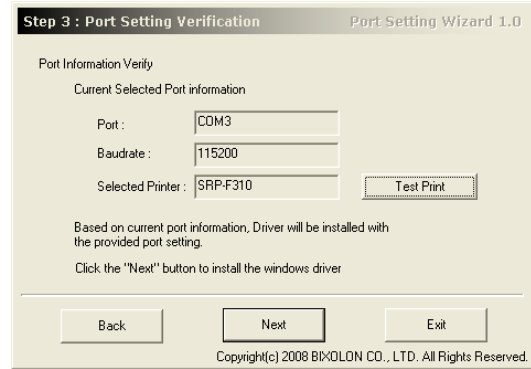 Step 3 : Port Setting Verification Port Setting Wizard 1.0
Port Information Verify
Current Selected Port information
Port : COM3
Baudrate : 115200
Selected Printer : SRP-F310 Test Print
Based on current port information, Driver will be installed with
the provided port setting.
Click the "Next" button to install the windows driver
Back Next Exit
Copyright(c) 2008 BIXOLON CO., LTD. All Rights Reserved.